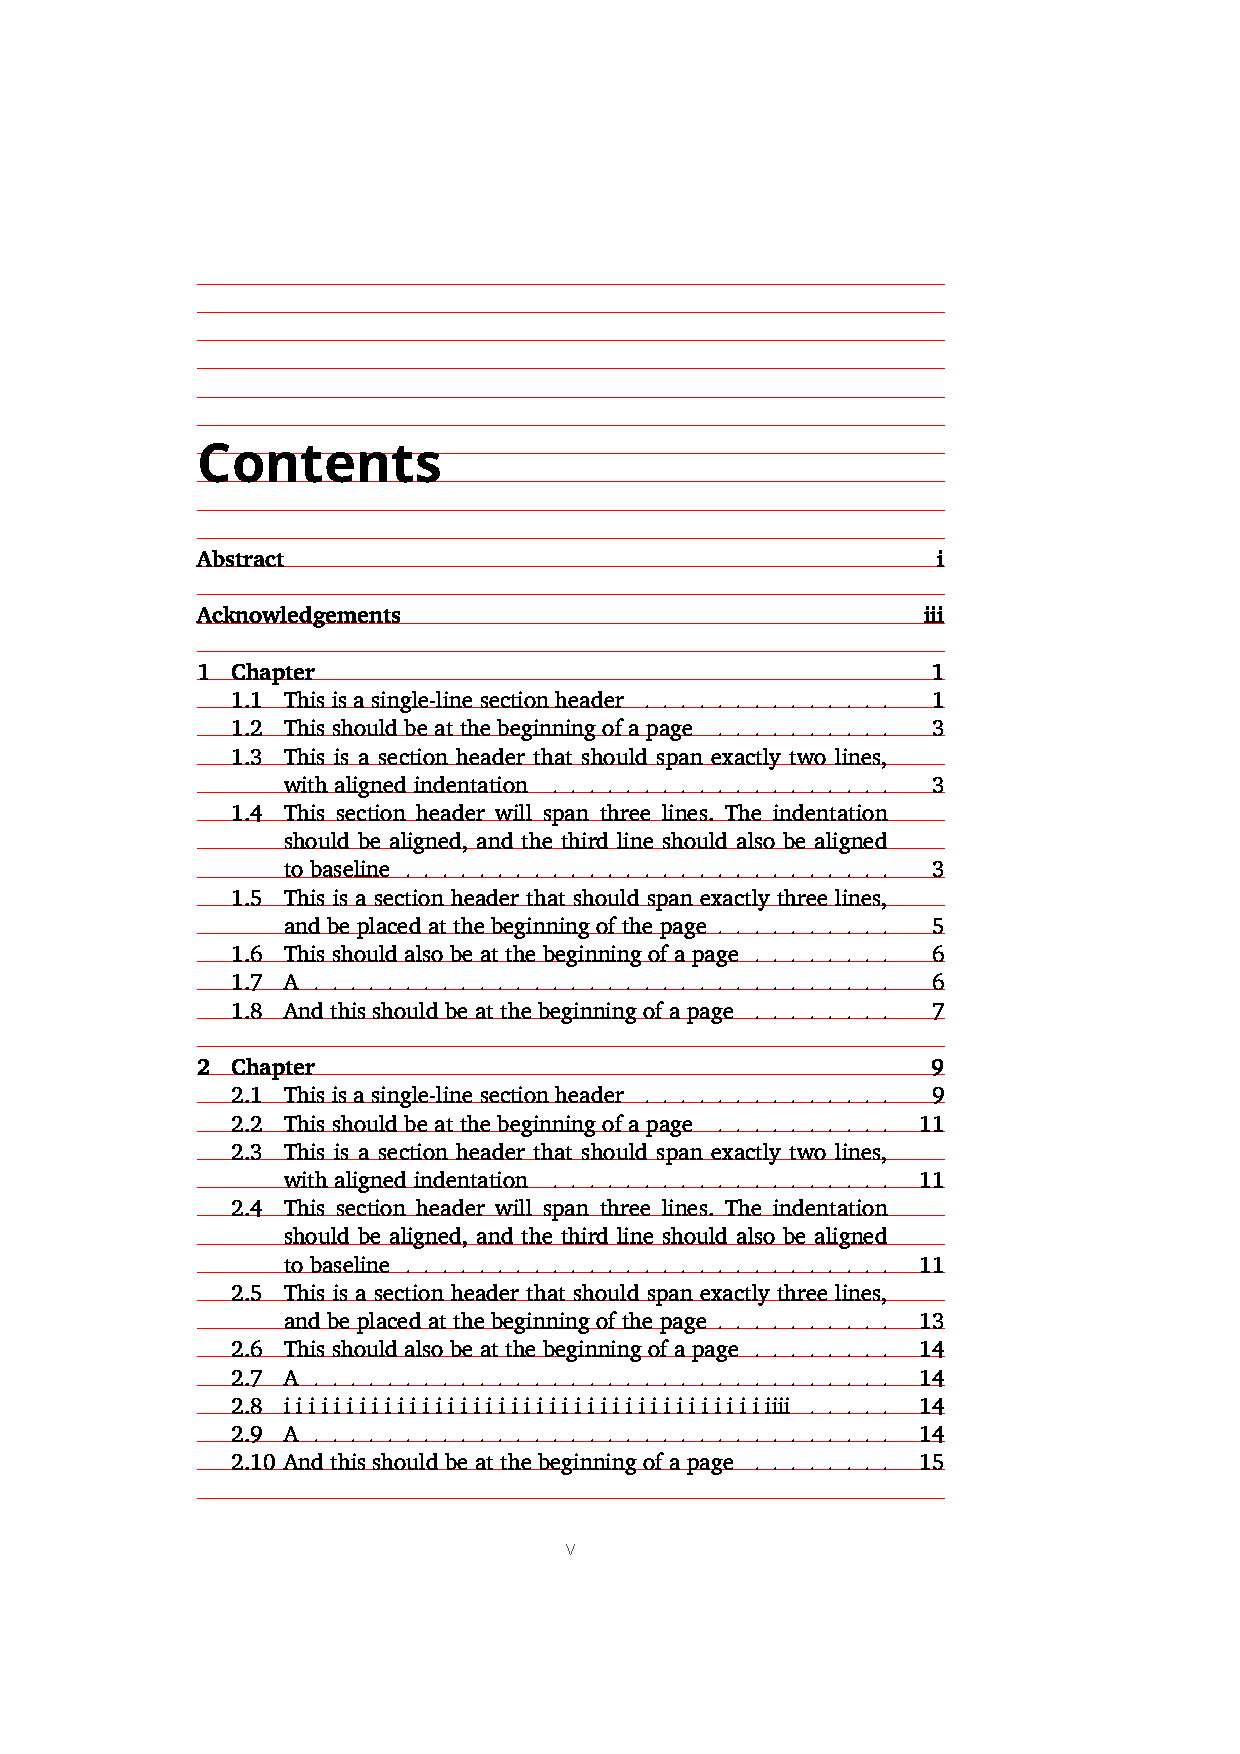 Contents
Abstract i
Acknowledgements iii
1 Chapter 1
1.1 This is a single-line section header . . . . . . . . . . . . . . 1
1.2 This should be at the beginning of a page . . . . . . . . . . 3
1.3 This is a section header that should span exactly two lines,
with aligned indentation . . . . . . . . . . . . . . . . . . . 3
1.4 This section header will span three lines. The indentation
should be aligned, and the third line should also be aligned
to baseline . . . . . . . . . . . . . . . . . . . . . . . . . . . 3
1.5 This is a section header that should span exactly three lines,
and be placed at the beginning of the page . . . . . . . . . . 5
1.6 This should also be at the beginning of a page . . . . . . . . 6
1.7 A . . . . . . . . . . . . . . . . . . . . . . . . . . . . . . . . 6
1.8 And this should be at the beginning of a page . . . . . . . . 7
2 Chapter 9
2.1 This is a single-line section header . . . . . . . . . . . . . . 9
2.2 This should be at the beginning of a page . . . . . . . . . . 11
2.3 This is a section header that should span exactly two lines,
with aligned indentation . . . . . . . . . . . . . . . . . . . 11
2.4 This section header will span three lines. The indentation
should be aligned, and the third line should also be aligned
to baseline . . . . . . . . . . . . . . . . . . . . . . . . . . . 11
2.5 This is a section header that should span exactly three lines,
and be placed at the beginning of the page . . . . . . . . . . 13
2.6 This should also be at the beginning of a page . . . . . . . . 14
2.7 A . . . . . . . . . . . . . . . . . . . . . . . . . . . . . . . . 14
2.8 i i i i i i i i i i i i i i i i i i i i i i i i i i i i i i i i i i i i i i iiii . . . . . 14
2.9 A . . . . . . . . . . . . . . . . . . . . . . . . . . . . . . . . 14
2.10 And this should be at the beginning of a page . . . . . . . . 15
v